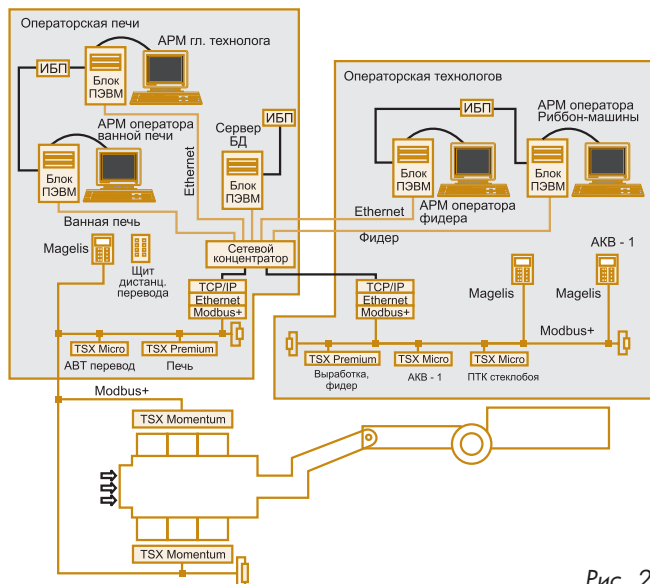 Операторская печи
АРМ гл. технолога
ИБП
Блок
ПЭВМ
АРМ оператора
ванной печи
Блок
ПЭВМ
Ванная печь
Ethernet
Сервер
БД
ИБП
Блок
ПЭВМ
Сетевой
концентратор
Magelis
Щит
дистанц.
перевода
TCP/IP
Ethernet
Modbus+
TSX Micro
АВТ перевод
TSX Premium
Печь
Операторская технологов
ИБП
АРМ оператора
Риббон-машины
Блок
ПЭВМ
Блок
ПЭВМ
Ethernet
АРМ оператора
фидера
Фидер
АКВ - 1
Magelis
Magelis
TCP/IP
Ethernet
Modbus+
Modbus+
TSX Premium
Выработка,
фидер
TSX Micro
АКВ - 1
TSX Micro
ПТК стеклобоя
Modbus+
TSX Momentum
TSX Momentum
Рис. 2